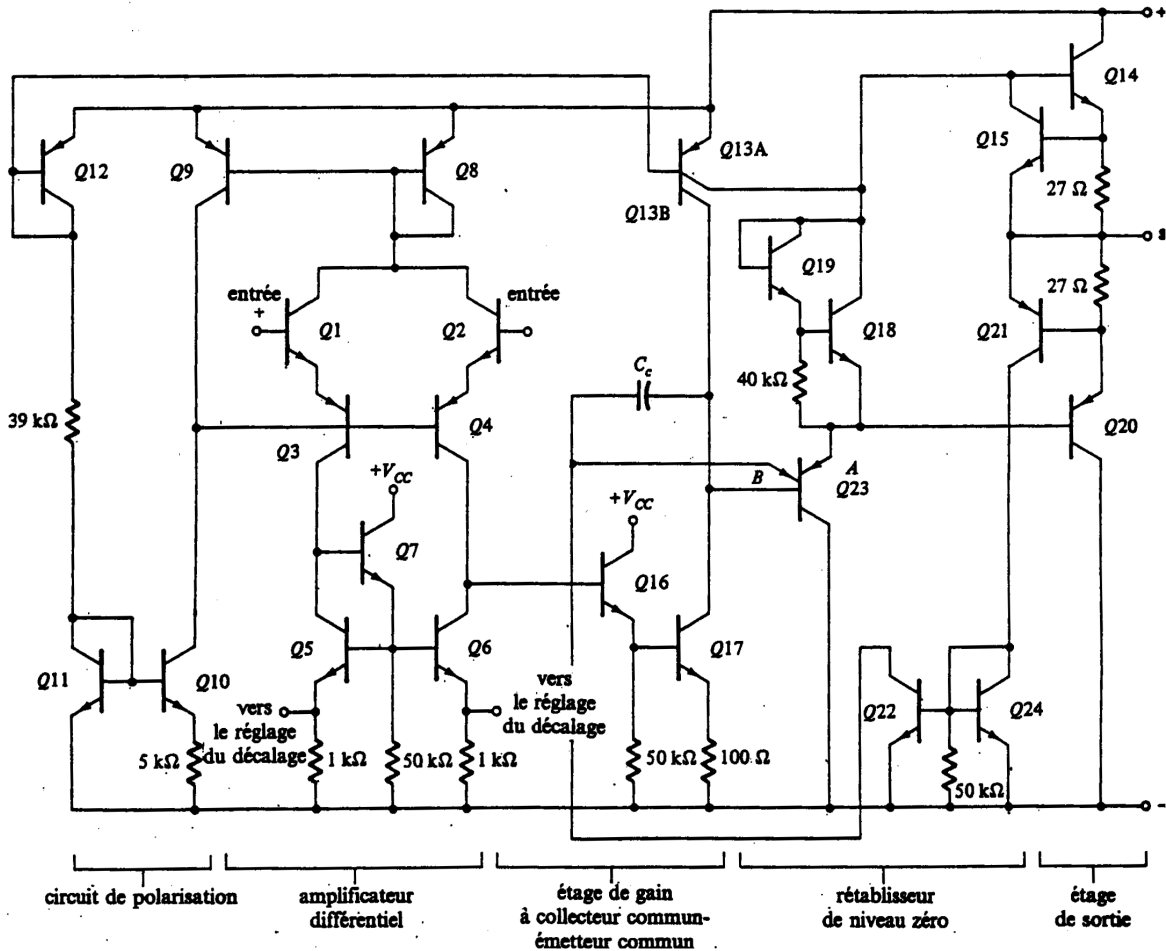 +
Q14
Q12
Q9
Q8
Q13A
Q15
27 Ω
Q13B
Q19
entrée
+
entrée
27 Ω
Q1
Q2
Q18
Q21
C_c
40 kΩ
39 kΩ
Q3
Q4
Q20
+V_CC
A
B
Q23
+V_CC
Q7
Q16
Q5
Q6
Q17
Q11
Q10
vers
le réglage
du décalage
vers
le réglage
du décalage
Q22
Q24
5 kΩ
1 kΩ
50 kΩ
1 kΩ
50 kΩ
100 Ω
50 kΩ
-
circuit de polarisation
amplificateur
différentiel
étage de gain
à collecteur commun-
émetteur commun
rétablisseur
de niveau zéro
étage
de sortie